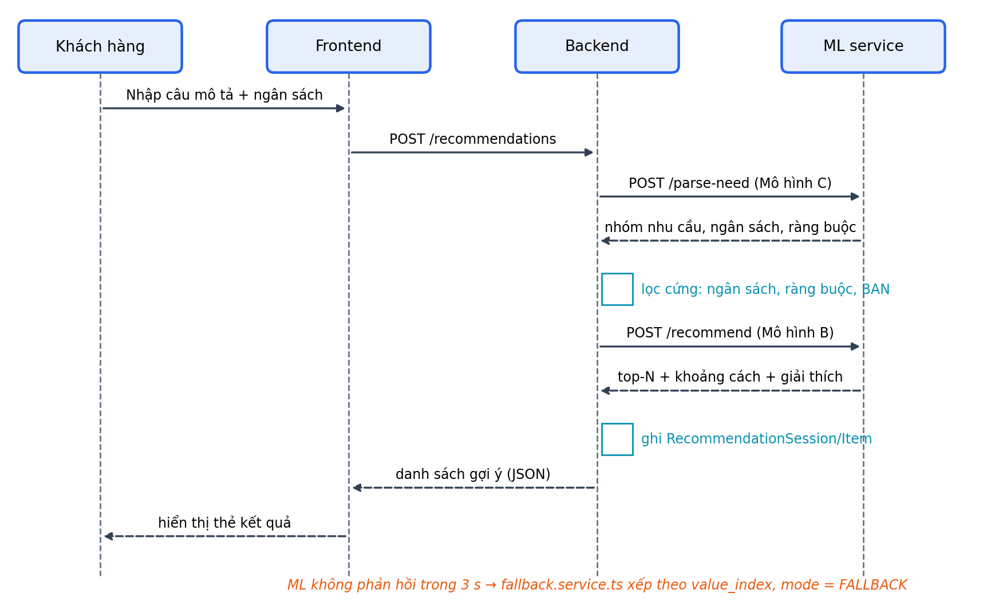 Khách hàng
Frontend
Backend
ML service
Nhập câu mô tả + ngân sách
POST /recommendations
POST /parse-need (Mô hình C)
nhóm nhu cầu, ngân sách, ràng buộc
lọc cứng: ngân sách, ràng buộc, BAN
POST /recommend (Mô hình B)
top-N + khoảng cách + giải thích
ghi RecommendationSession/Item
danh sách gợi ý (JSON)
hiển thị thẻ kết quả
ML không phản hồi trong 3 s → fallback.service.ts xếp theo value_index, mode = FALLBACK